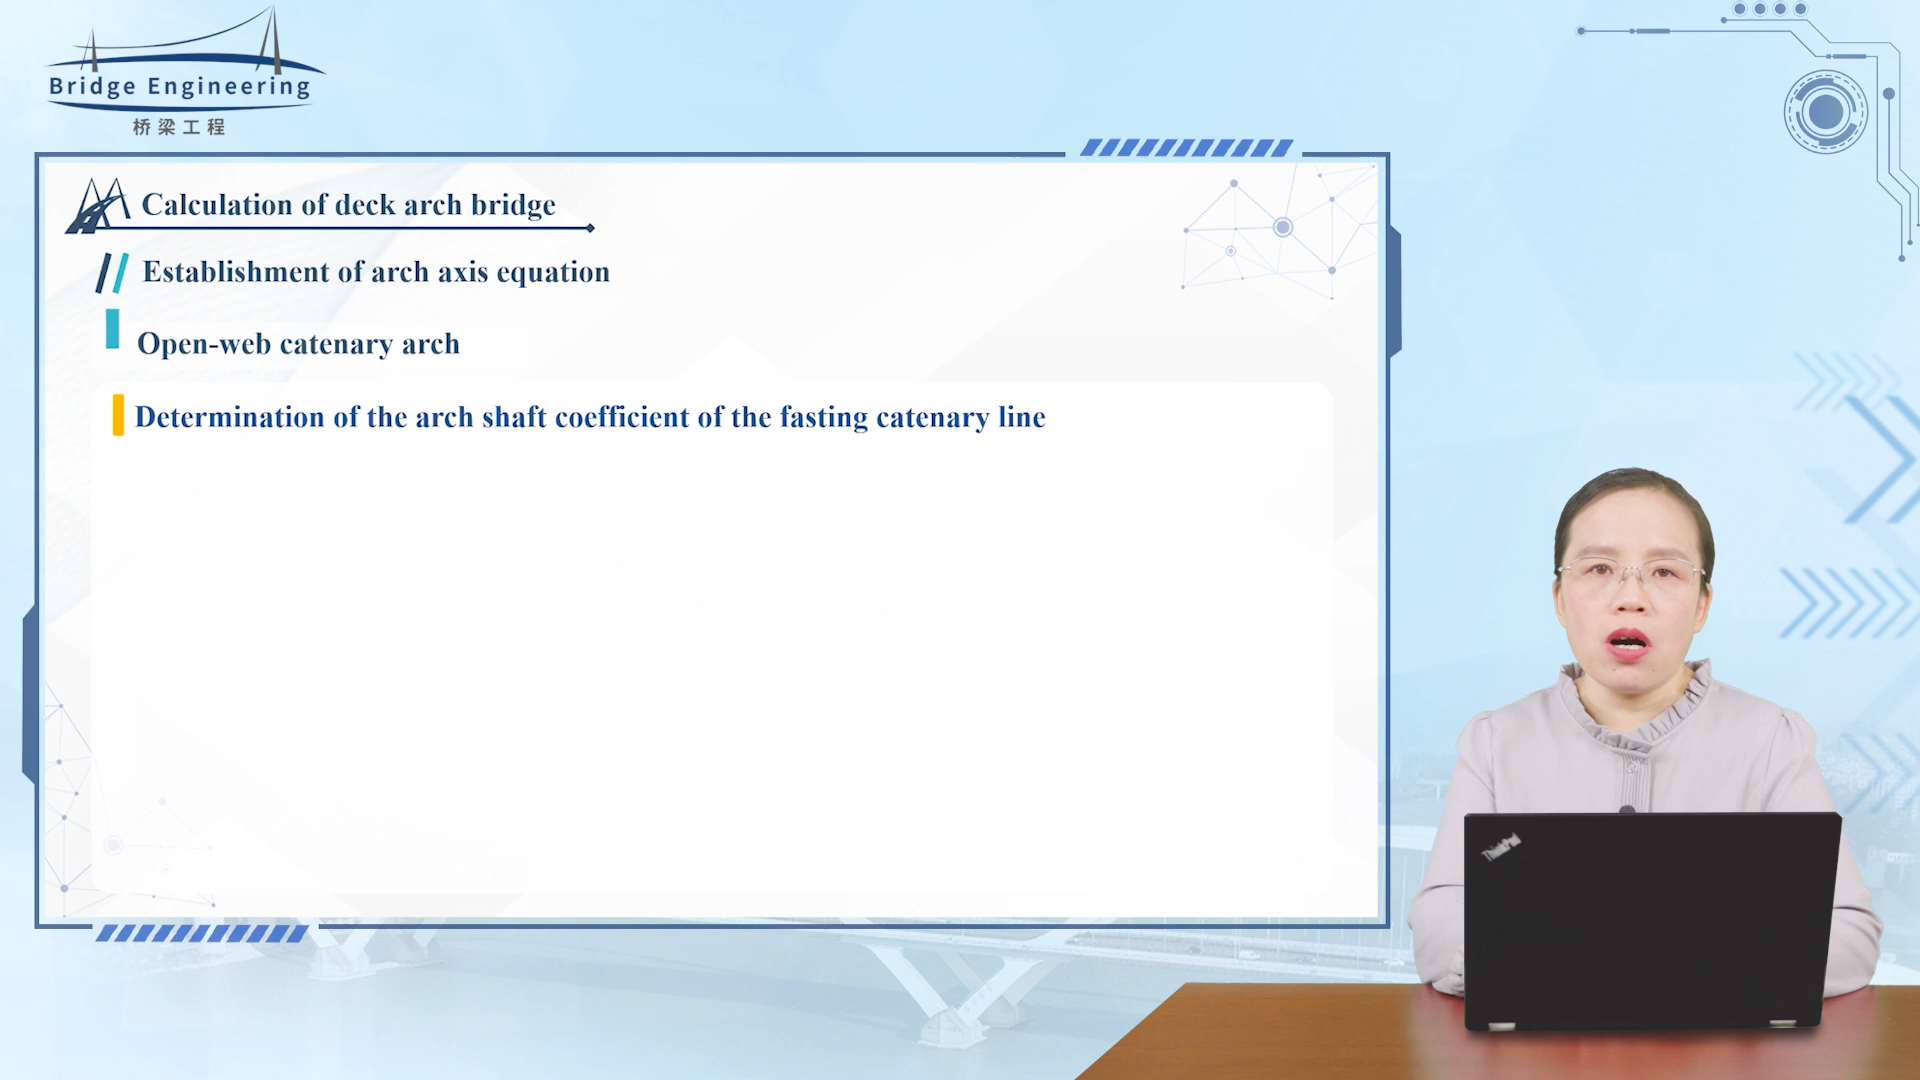 Bridge Engineering
桥梁工程
Calculation of deck arch bridge
Establishment of arch axis equation
Open-web catenary arch
Determination of the arch shaft coefficient of the fasting catenary line
ThinkPad